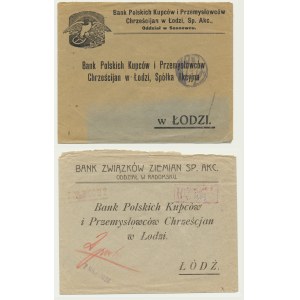 Bank Polskich Kupców i Przemysłowców
Chrześcijan w Łodzi, Sp. Akc.
Oddział w Sosnowcu.
Bank Polskich Kupców i Przemysłowców
Chrześcijan w Łodzi, Spółka Akcyjna
w ŁODZI.
BANK ZWIĄZKÓW ZIEMIAN SP. AKC.
ODDZIAŁ W RADOMSKU.
Bank Polskich Kupców
i Przemysłowców Chrześcijan
w Łodzi.
ŁÓDŹ.